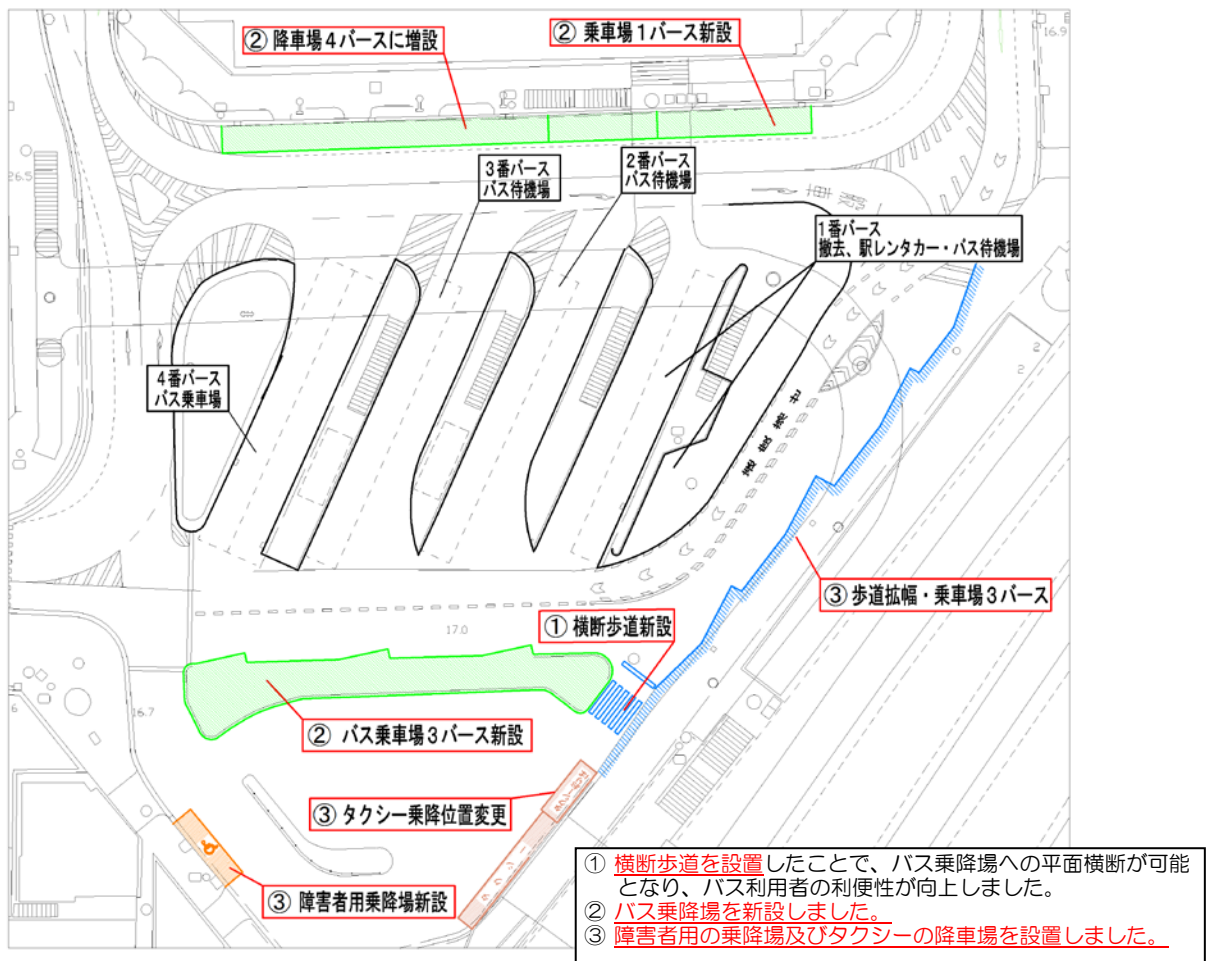 ② 降車場4バースに増設
② 乗車場1バース新設
16.9
26.5
3番バース
バス待機場
2番バース
バス待機場
1番バース
撤去、駅レンタカー・バス待機場
4番バース
バス乗車場
2
2
③ 歩道拡幅・乗車場3バース
17.0
① 横断歩道新設
16.7
② バス乗車場3バース新設
③ タクシー乗降位置変更
③ 障害者用乗降場新設
① 横断歩道を設置したことで、バス乗降場への平面横断が可能
となり、バス利用者の利便性が向上しました。
② バス乗降場を新設しました。
③ 障害者用の乗降場及びタクシーの降車場を設置しました。